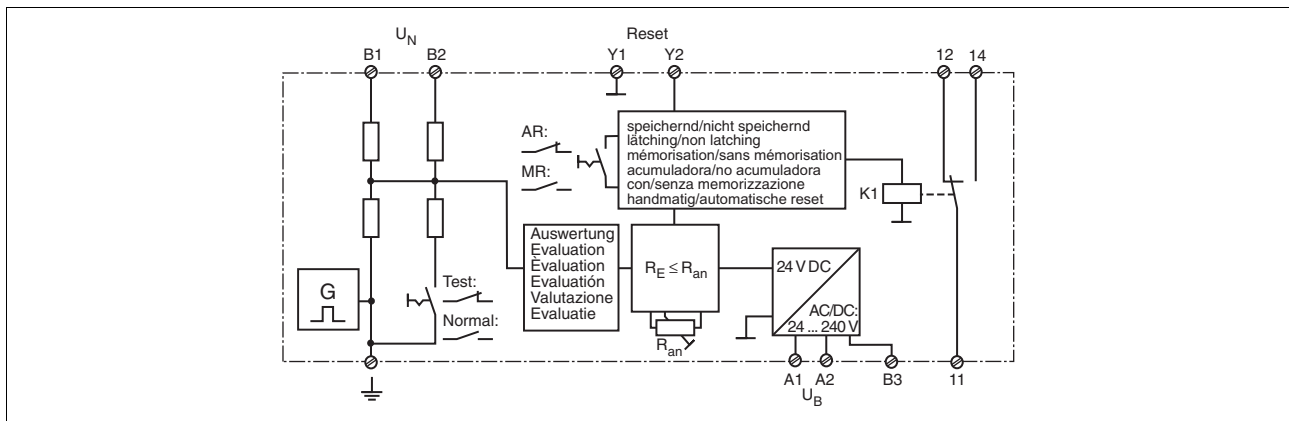 U_N
Reset
B1
B2
Y1
Y2
12
14
AR:
MR:
speichernd/nicht speichernd
lätching/non latching
mémorisation/sans mémorisation
acumuladora/no acumuladora
con/senza memorizzazione
handmatig/automatische reset
K1
Auswertung
Evaluation
Èvaluation
Evaluatión
Valutazione
Evaluatie
R_E ≤ R_an
24 V DC
AC/DC:
24 ... 240 V
G
Test:
Normal:
R_an
A1
A2
B3
11
U_B